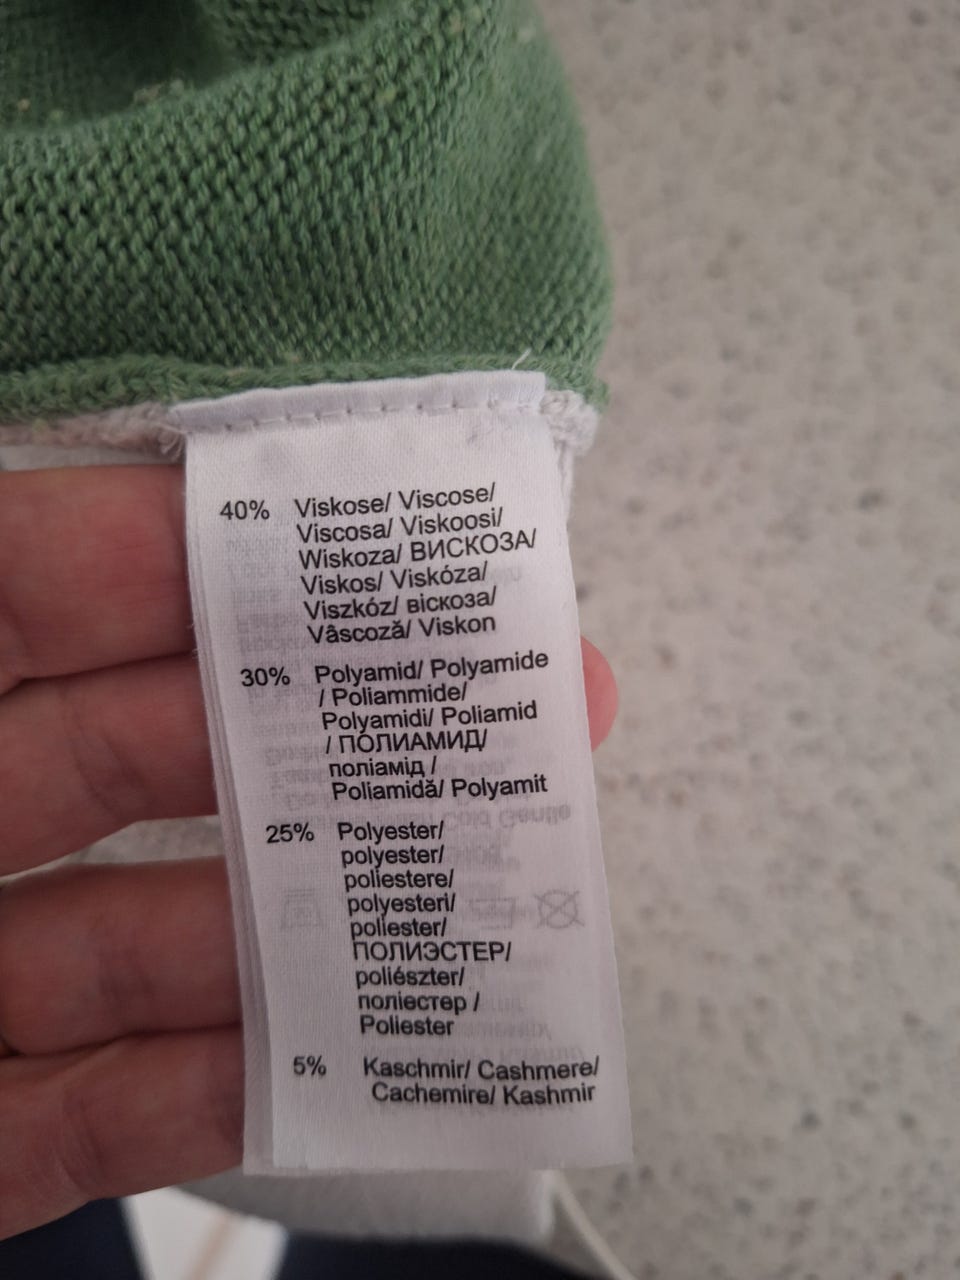 40% Viskose/ Viscose/
Viscosa/ Viskoosi/
Wiskoza/ ВИСКОЗА/
Viskos/ Viskóza/
Viszkóz/ віскоза/
Vâscoză/ Viskon
30% Polyamid/ Polyamide
/ Poliammide/
Polyamidi/ Poliamid
/ ПОЛИАМИД/
поліамід /
Poliamidă/ Polyamit
25% Polyester/
polyester/
poliestere/
polyesteri/
poliester/
ПОЛИЭСТЕР/
poliészter/
поліестер /
Poliester
5% Kaschmir/ Cashmere/
Cachemire/ Kashmir